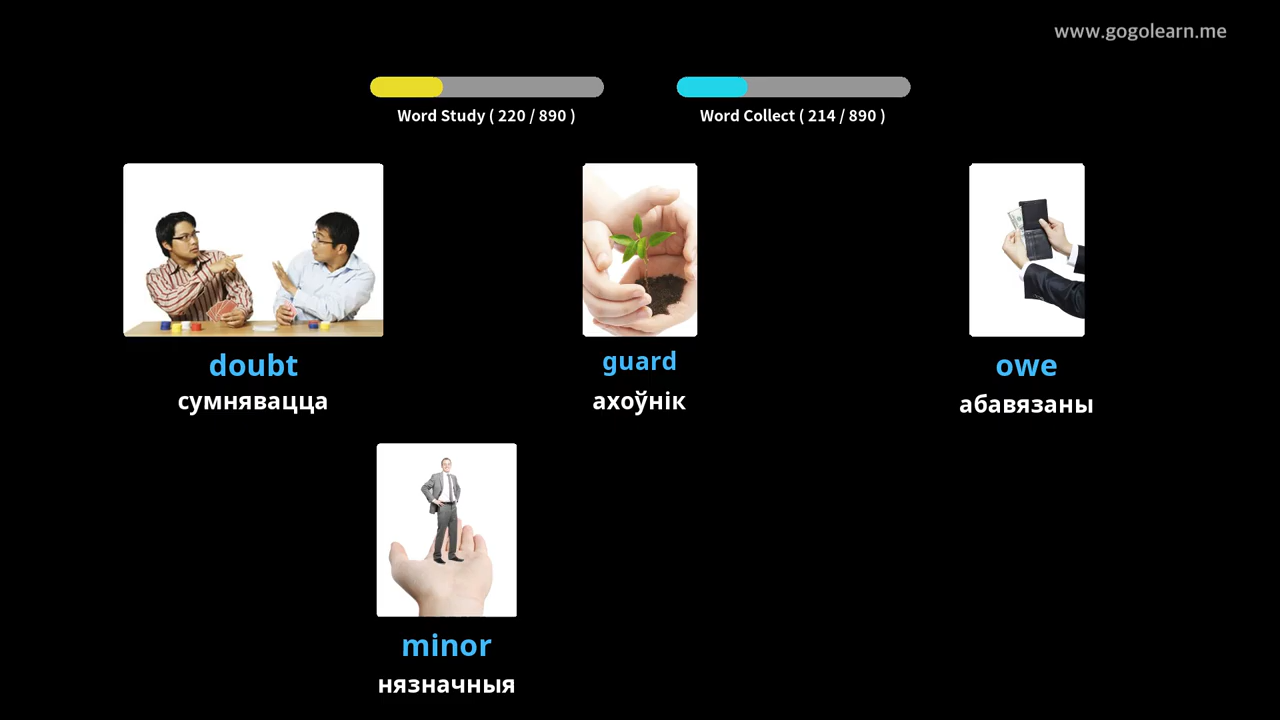 www.gogolearn.me
Word Study ( 220 / 890 )
Word Collect ( 214 / 890 )
doubt
сумнявацца
guard
ахоўнік
owe
абавязаны
minor
нязначныя